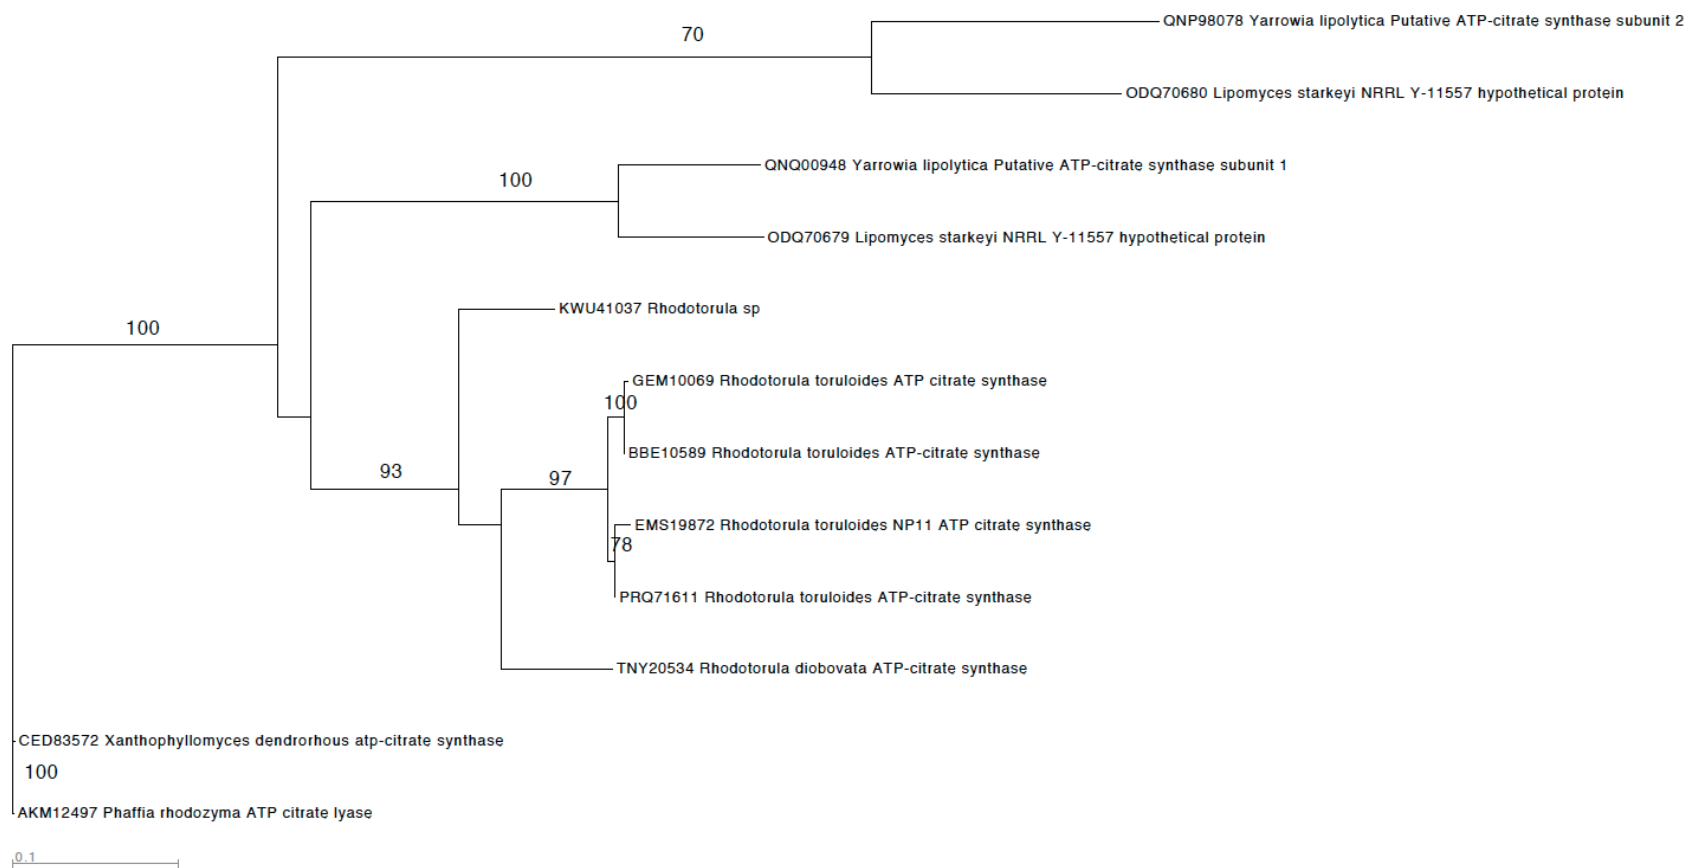 70
QNP98078 Yarrowia lipolytica Putative ATP-citrate synthase subunit 2
ODQ70680 Lipomyces starkeyi NRRL Y-11557 hypothetical protein
QNQ00948 Yarrowia lipolytica Putative ATP-citrate synthase subunit 1
100
ODQ70679 Lipomyces starkeyi NRRL Y-11557 hypothetical protein
KWU41037 Rhodotorula sp
100
GEM10069 Rhodotorula toruloides ATP citrate synthase
100
BBE10589 Rhodotorula toruloides ATP-citrate synthase
93
97
EMS19872 Rhodotorula toruloides NP11 ATP citrate synthase
78
PRQ71611 Rhodotorula toruloides ATP-citrate synthase
TNY20534 Rhodotorula diobovata ATP-citrate synthase
CED83572 Xanthophyllomyces dendrorhous atp-citrate synthase
100
AKM12497 Phaffia rhodozyma ATP citrate lyase
0.1